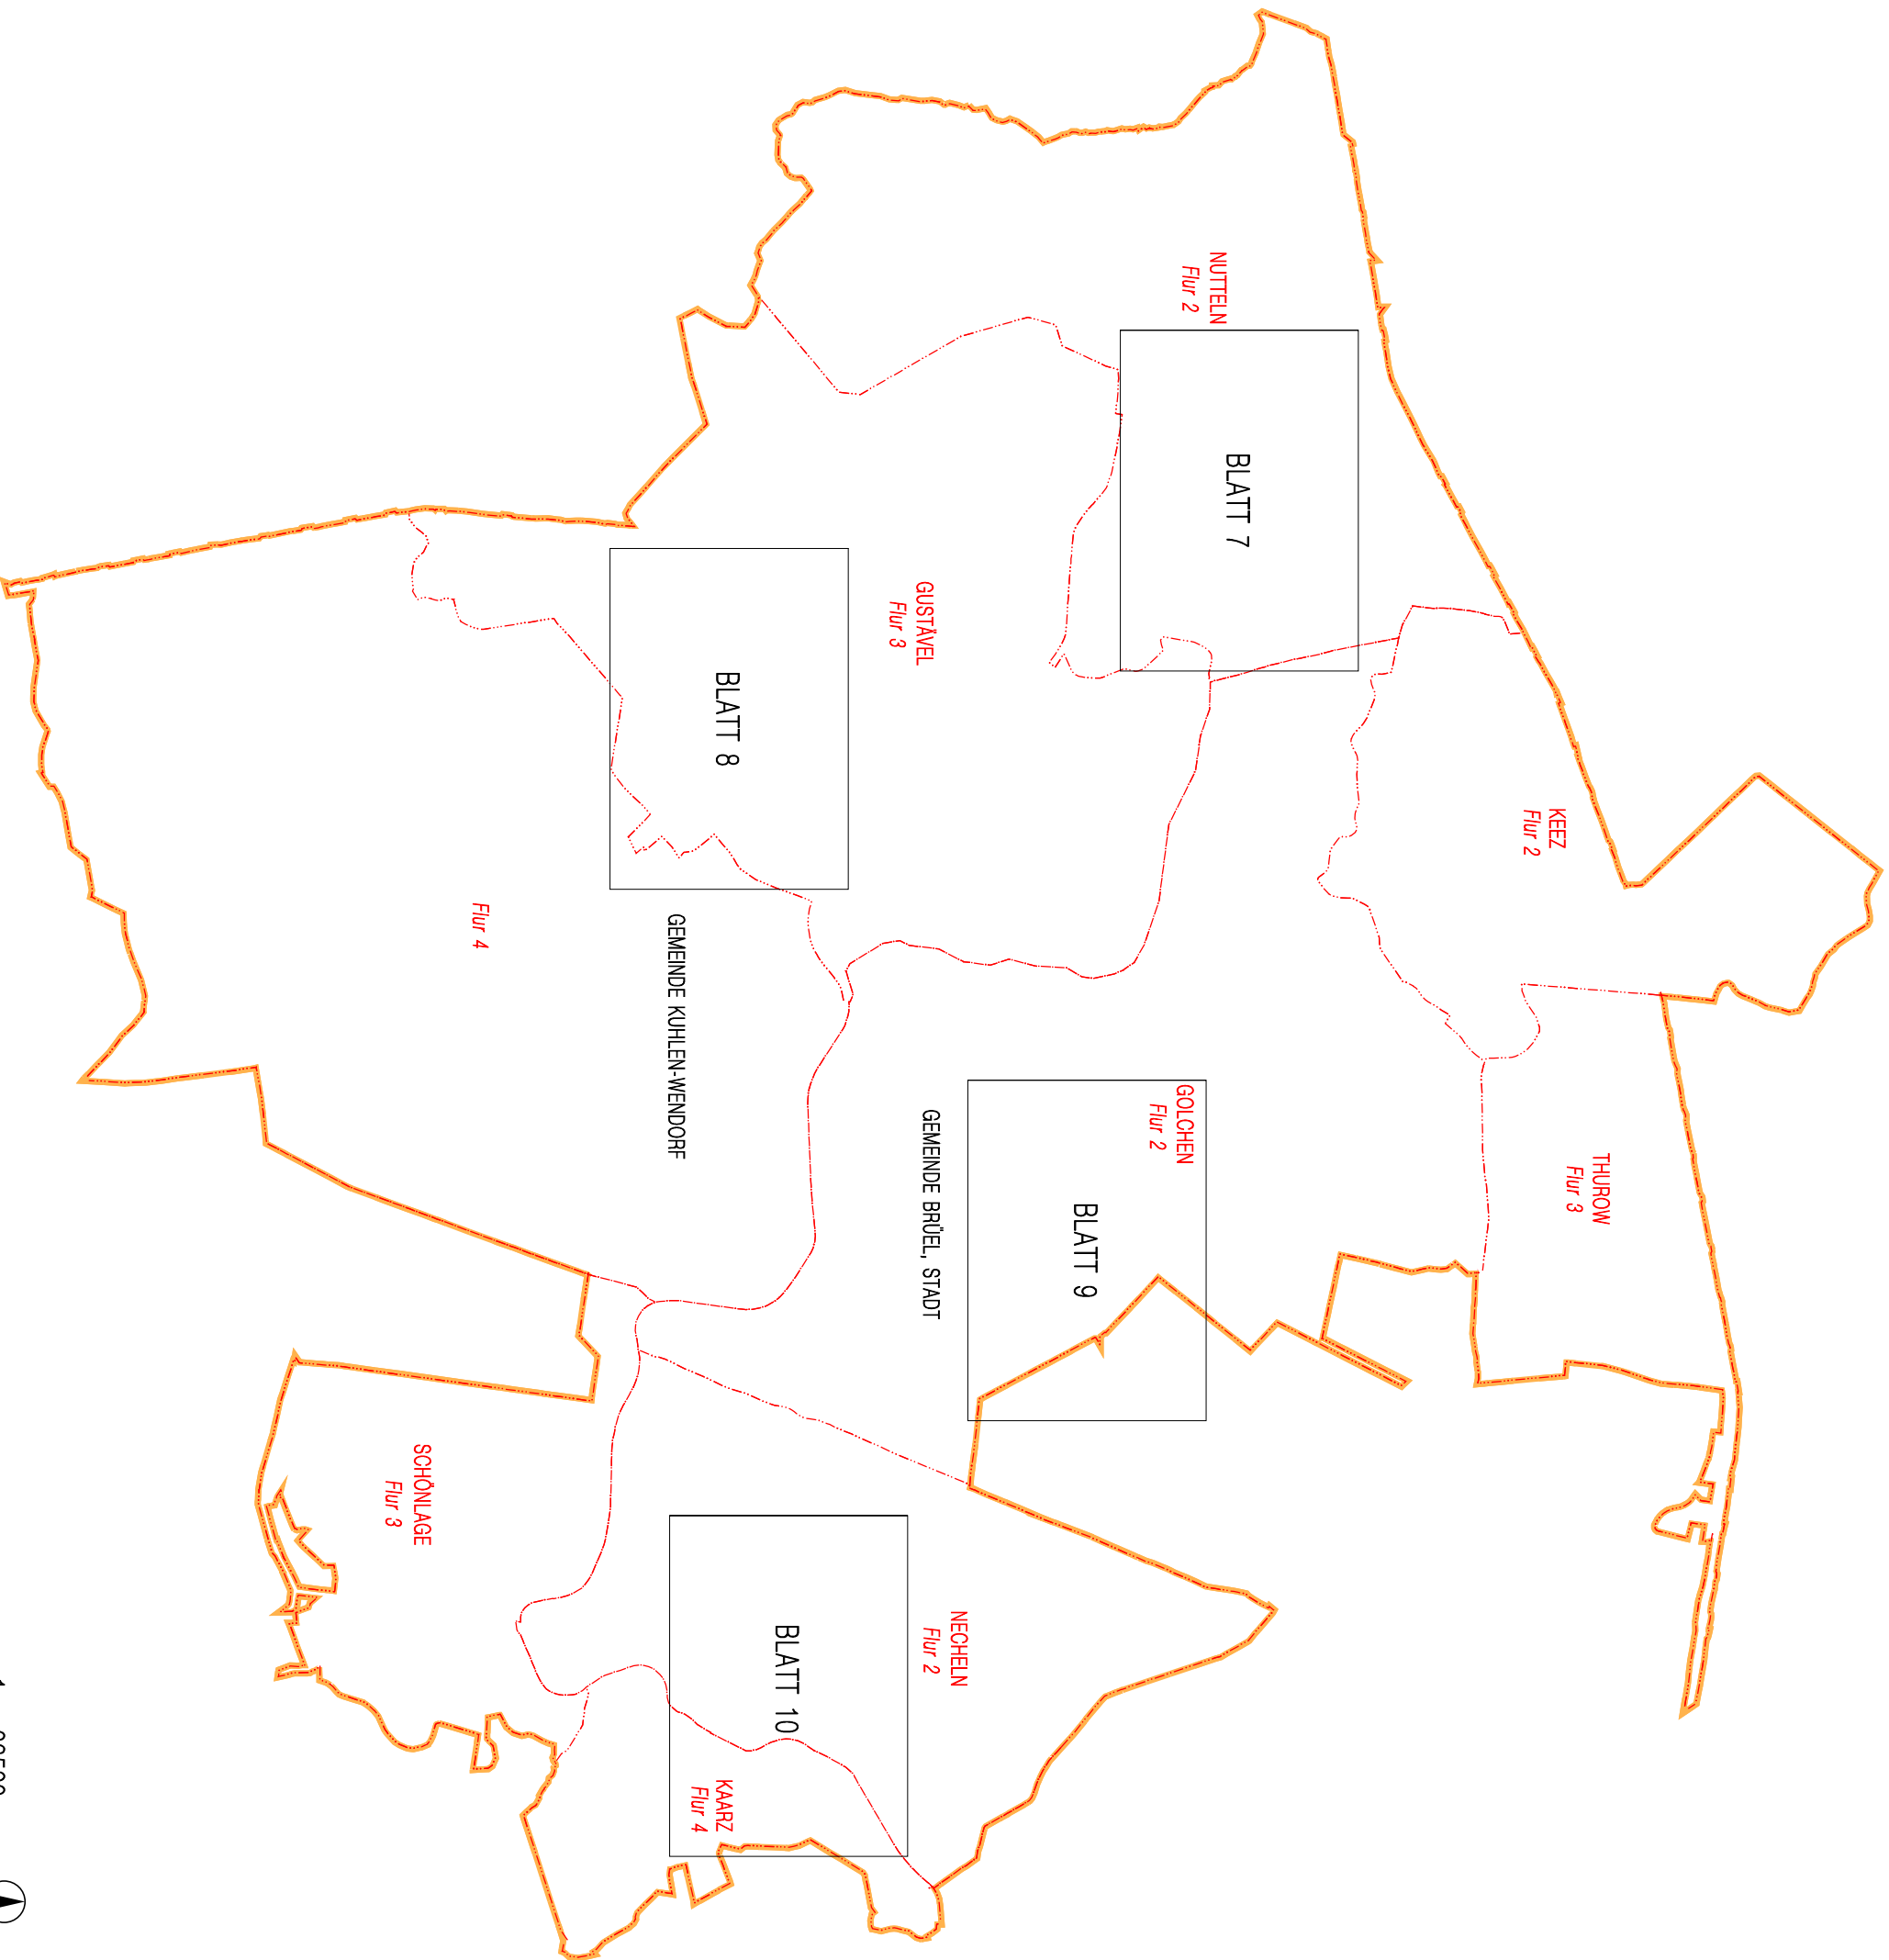 NUTTELN
Flur 2
BLATT 7
KEEZ
Flur 2
GUSTÄVEL
Flur 3
BLATT 8
Flur 4
GEMEINDE KUHLEN-WENDORF
THUROW
Flur 3
GOLCHEN
Flur 2
BLATT 9
GEMEINDE BRÜEL, STADT
SCHÖNLAGE
Flur 3
NECHELN
Flur 2
BLATT 10
KAARZ
Flur 4